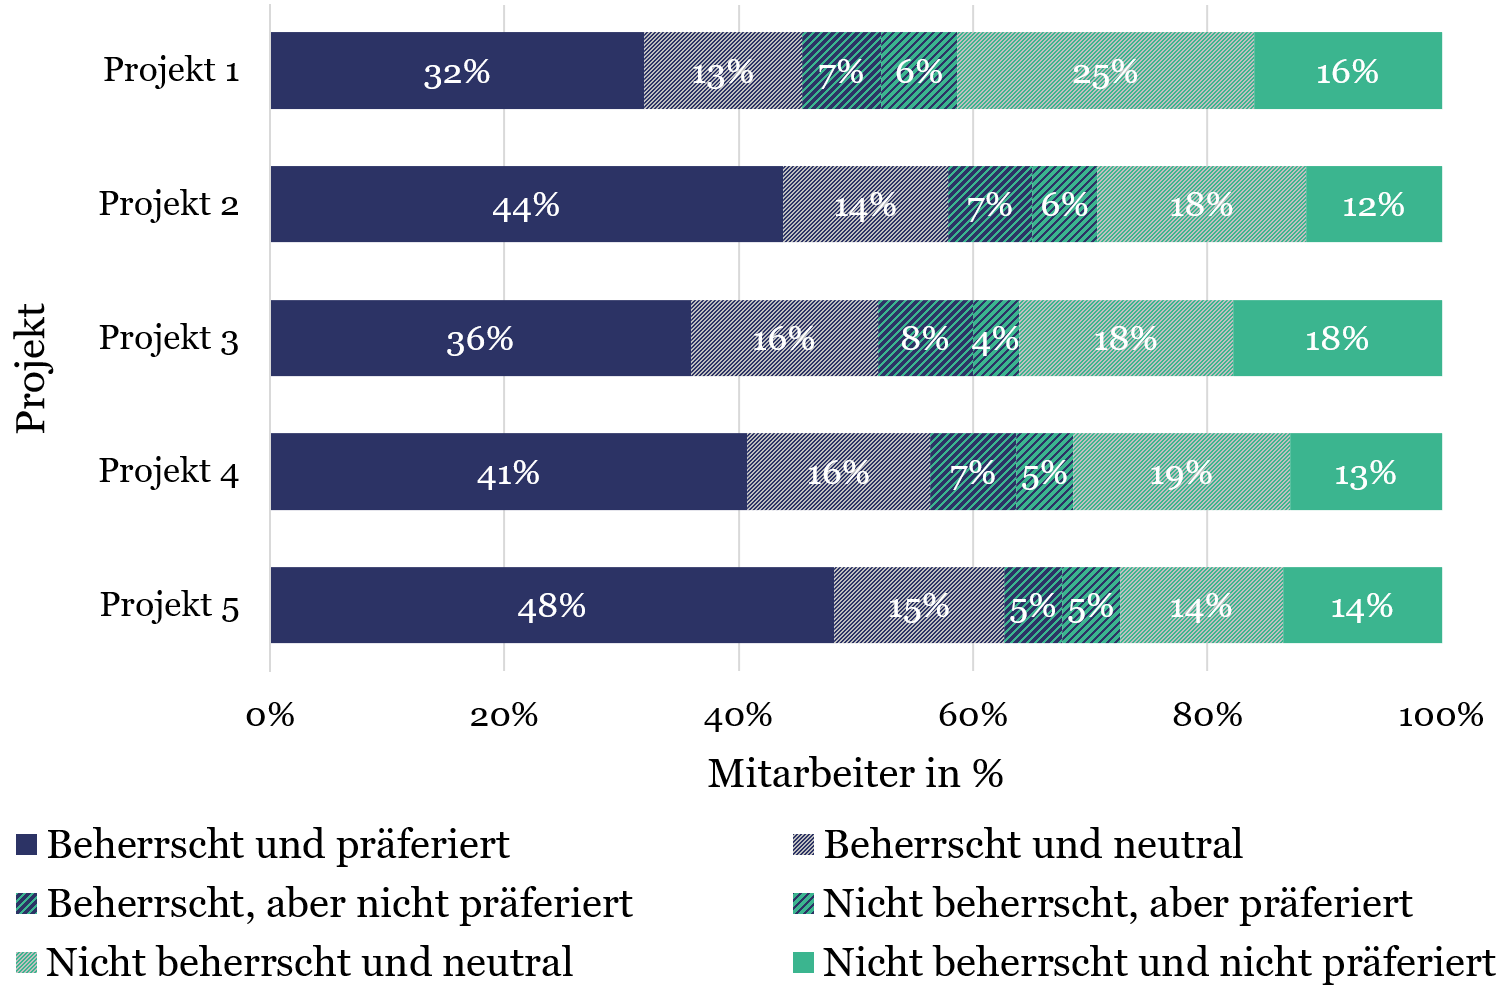 Projekt 1 32% 13% 7% 6% 25% 16%
Projekt 2 44% 14% 7% 6% 18% 12%
Projekt 3 36% 16% 8% 4% 18% 18%
Projekt 4 41% 16% 7% 5% 19% 13%
Projekt 5 48% 15% 5% 5% 14% 14%
Projekt
0% 20% 40% 60% 80% 100%
Mitarbeiter in %
Beherrscht und präferiert
Beherrscht und neutral
Beherrscht, aber nicht präferiert
Nicht beherrscht, aber präferiert
Nicht beherrscht und neutral
Nicht beherrscht und nicht präferiert